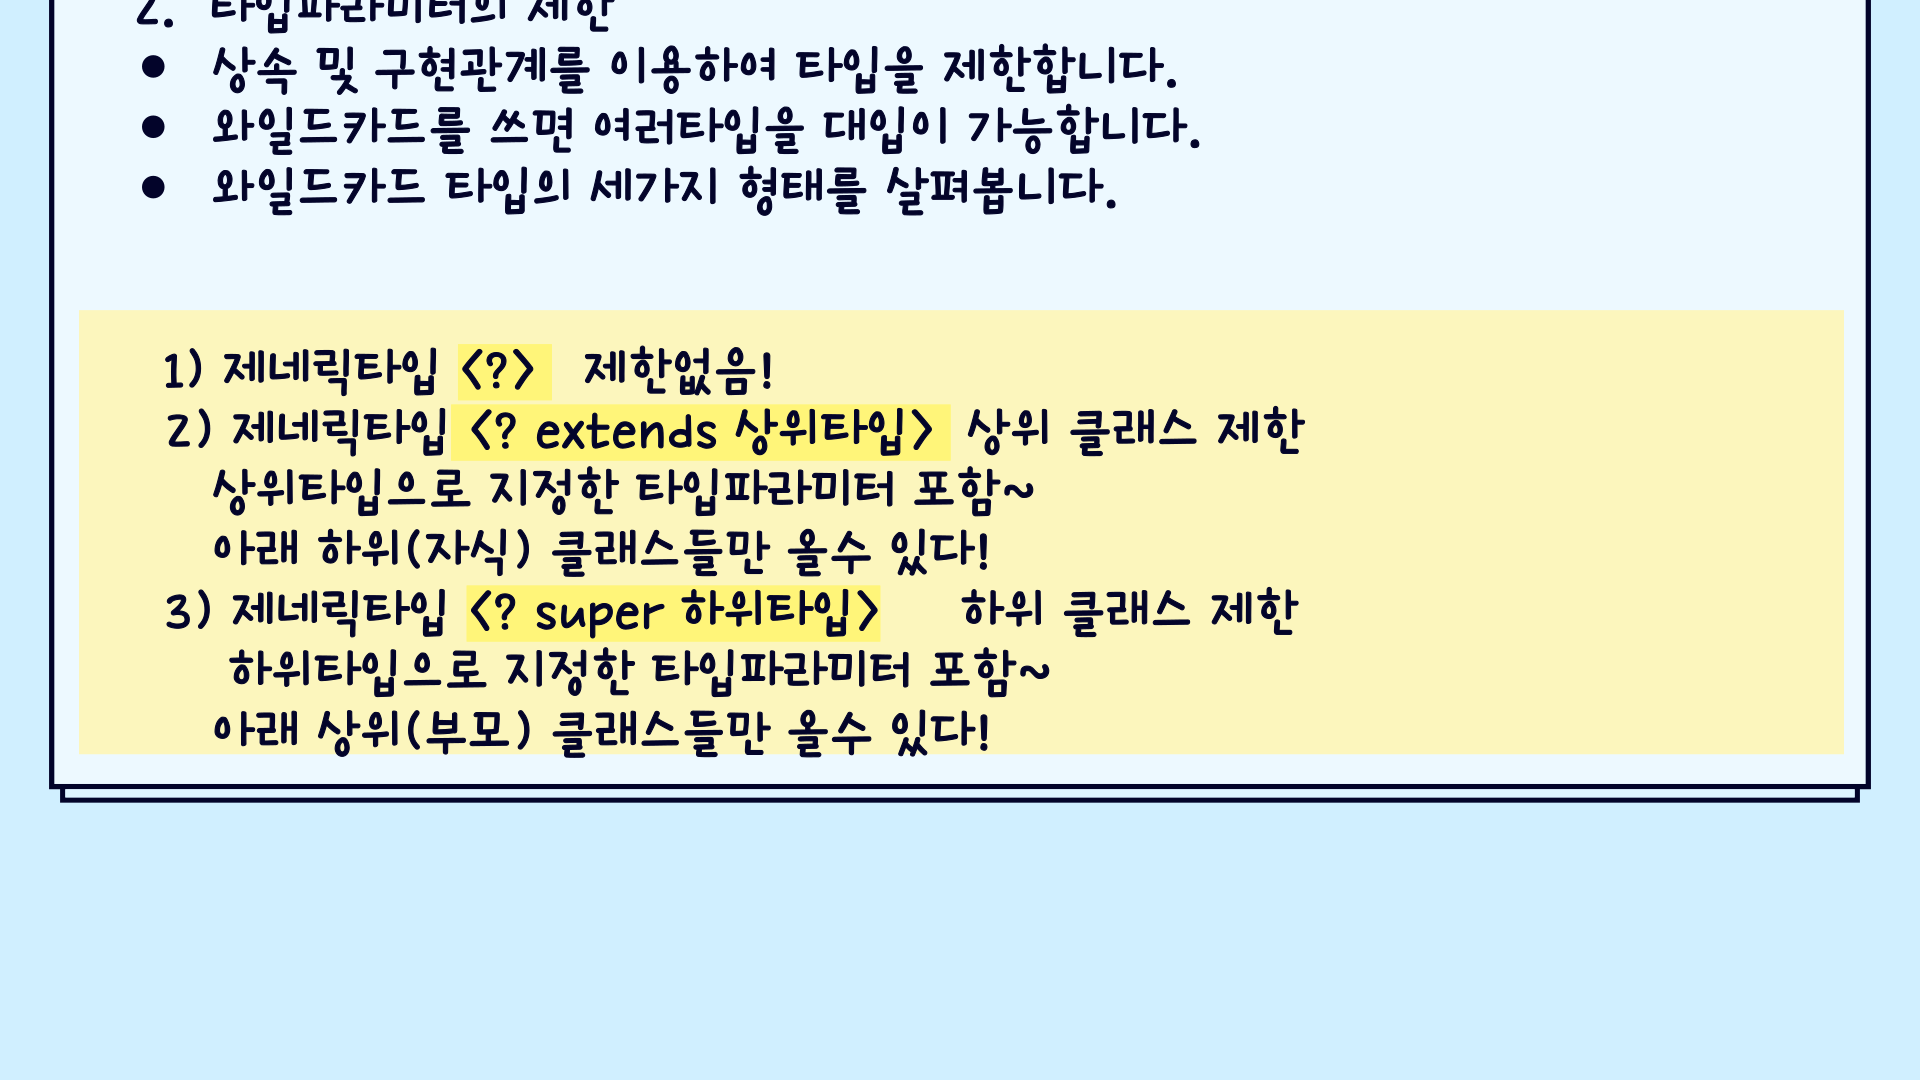 2. 타입파라미터의 제한
● 상속 및 구현관계를 이용하여 타입을 제한합니다.
● 와일드카드를 쓰면 여러타입을 대입이 가능합니다.
● 와일드카드 타입의 세가지 형태를 살펴봅니다.
1) 제네릭타입 <?> 제한없음!
2) 제네릭타입 <? extends 상위타입> 상위 클래스 제한
상위타입으로 지정한 타입파라미터 포함~
아래 하위(자식) 클래스들만 올수 있다!
3) 제네릭타입 <? super 하위타입> 하위 클래스 제한
하위타입으로 지정한 타입파라미터 포함~
아래 상위(부모) 클래스들만 올수 있다!